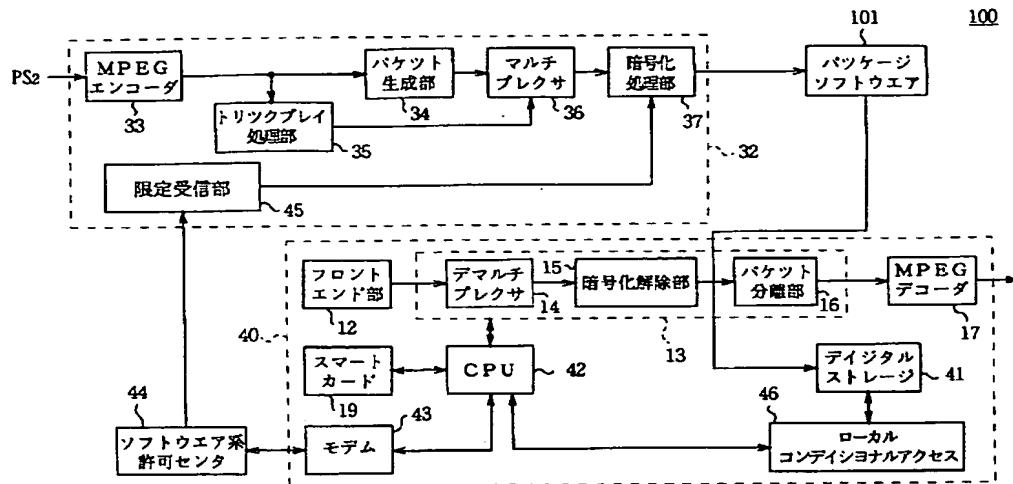 100
101
PS2
MPEG
エンコーダ
33
パケット
生成部
34
マルチ
プレクサ
36
暗号化
処理部
37
パツケージ
ソフトウエア
トリツクプレイ
処理部
35
32
限定受信部
45
フロント
エンド部
12
デマルチ
プレクサ
14
15
暗号化解除部
パケット
分離部
16
MPEG
デコーダ
17
13
40
スマート
カード
19
CPU
42
デイジタル
ストレージ
41
44
ソフトウエア系
許可センタ
43
モデム
46
ローカル
コンデイシヨナルアクセス